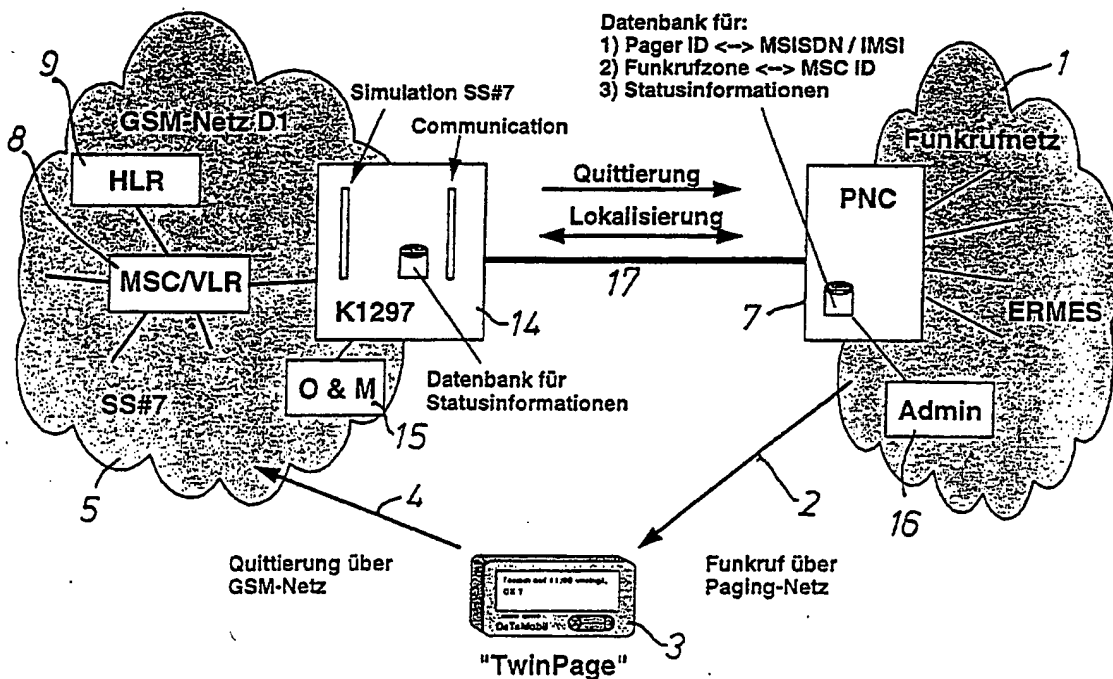 Datenbank für:
1) Pager ID <--> MSISDN / IMSI
2) Funkrufzone <--> MSC ID
3) Statusinformationen
1
9
Simulation SS#7
Communication
GSM-Netz D1
Funkrufnetz
8
HLR
Quittierung
PNC
Lokalisierung
MSC/VLR
17
K1297
14
7
ERMES
O & M
Datenbank für
Statusinformationen
SS#7
15
Admin
5
4
2
16
Quittierung über
GSM-Netz
Funkruf über
Paging-Netz
OK ?
DeTeMobil
3
"TwinPage"